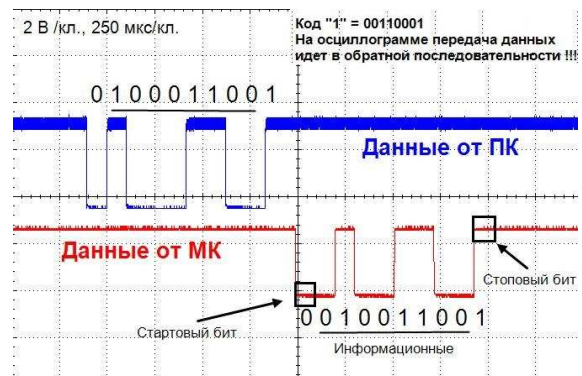 2 В /кл., 250 мкс/кл.
Код "1" = 00110001
На осциллограмме передача данных
идет в обратной последовательности !!!
0 1 0 0 0 1 1 0 0 1
Данные от ПК
Данные от МК
Стоповый бит
Стартовый бит
0 0 1 0 0 1 1 0 0 1
Информационные